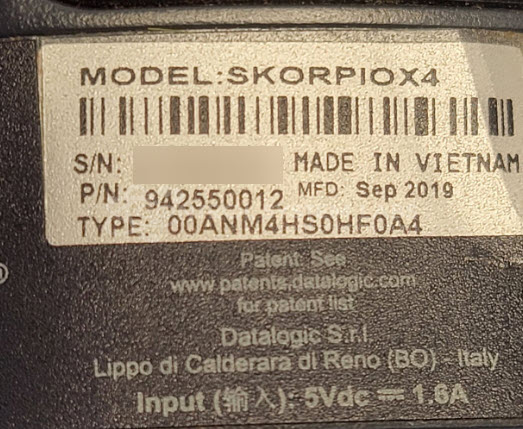 MODEL:SKORPIOX4
S/N: MADE IN VIETNAM
P/N: 942550012 MFD: Sep 2019
TYPE: 00ANM4HS0HF0A4
®
Patent See
www.patents.datalogic.com
for patent list
Datalogic S.r.l
Lippo di Calderara di Reno (BO) - Italy
Input (输入): 5Vdc ⎓ 1.6A